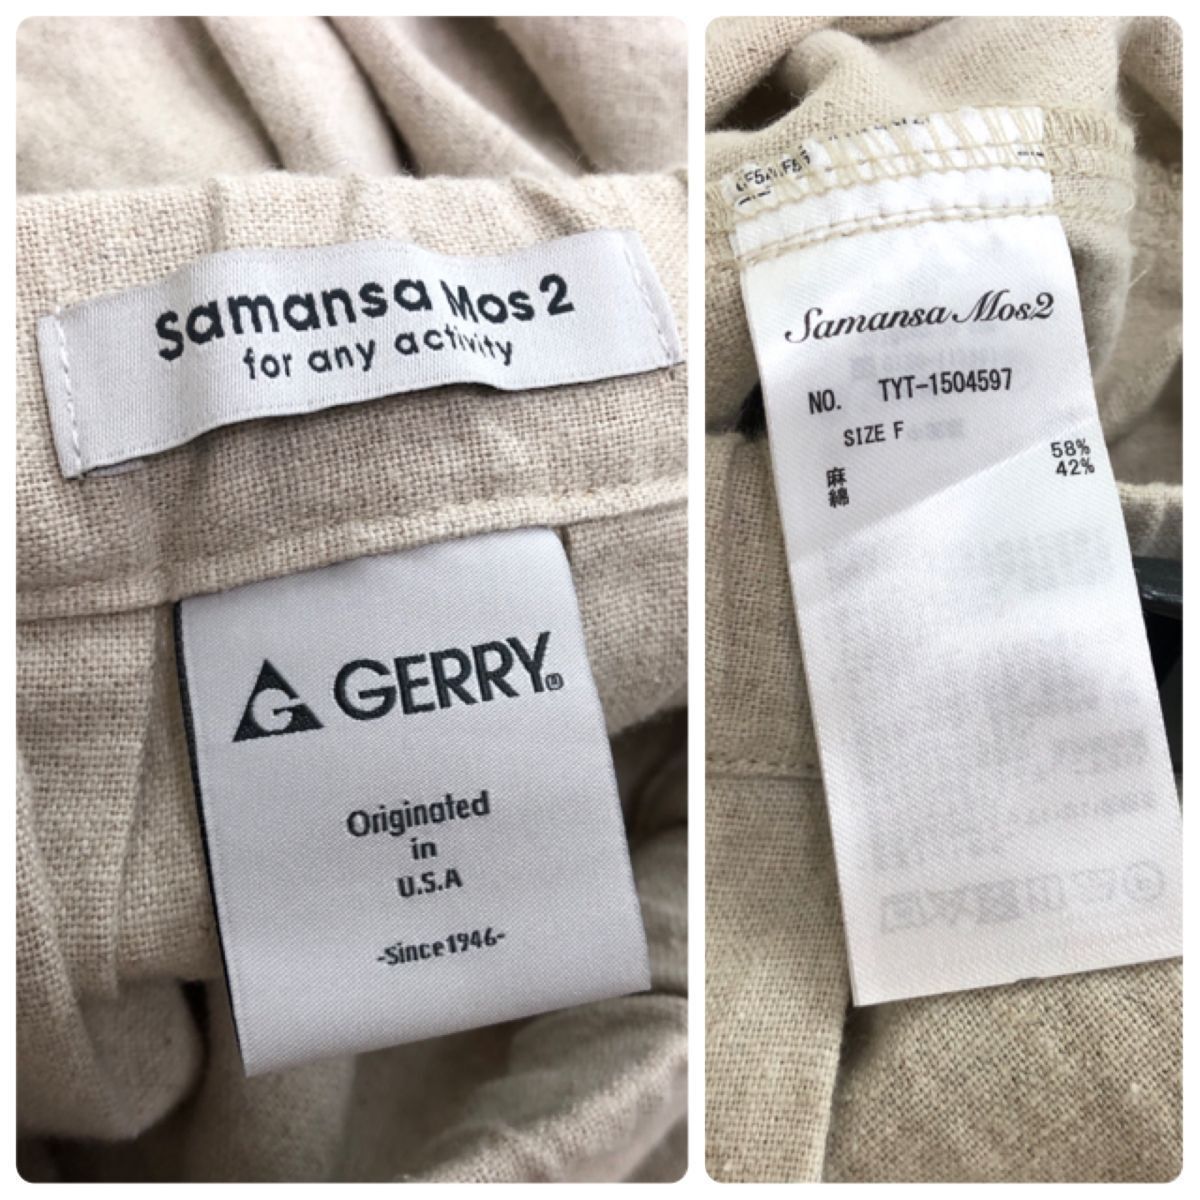 Samansa Mos2
for any activity
GERRY®
Originated
in
U.S.A
-Since1946-
Samansa Mos2
NO. TYT-1504597
SIZE F
麻 58%
綿 42%